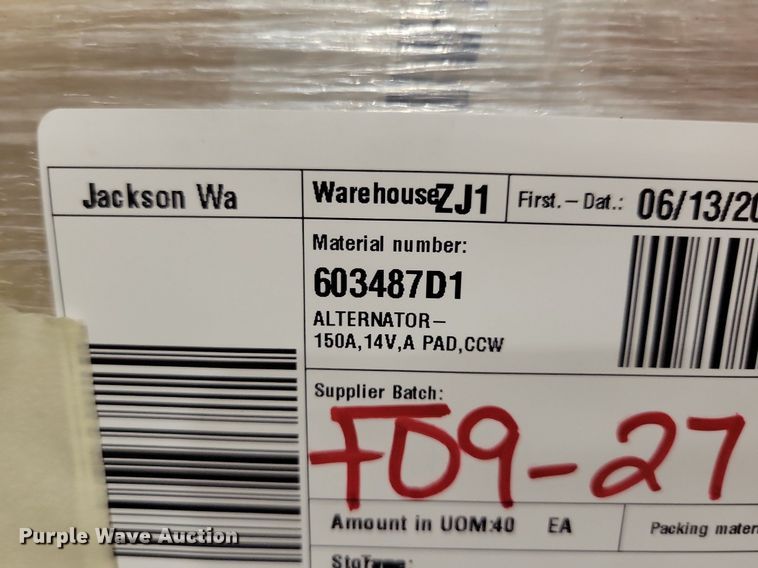 Jackson Wa
Warehouse ZJ1
First.-Dat.: 06/13/20
Material number:
603487D1
ALTERNATOR-
150A,14V,A PAD,CCW
Supplier Batch:
F09-27
Amount in UOM:40 EA
Packing mater
Purple Wave Auction